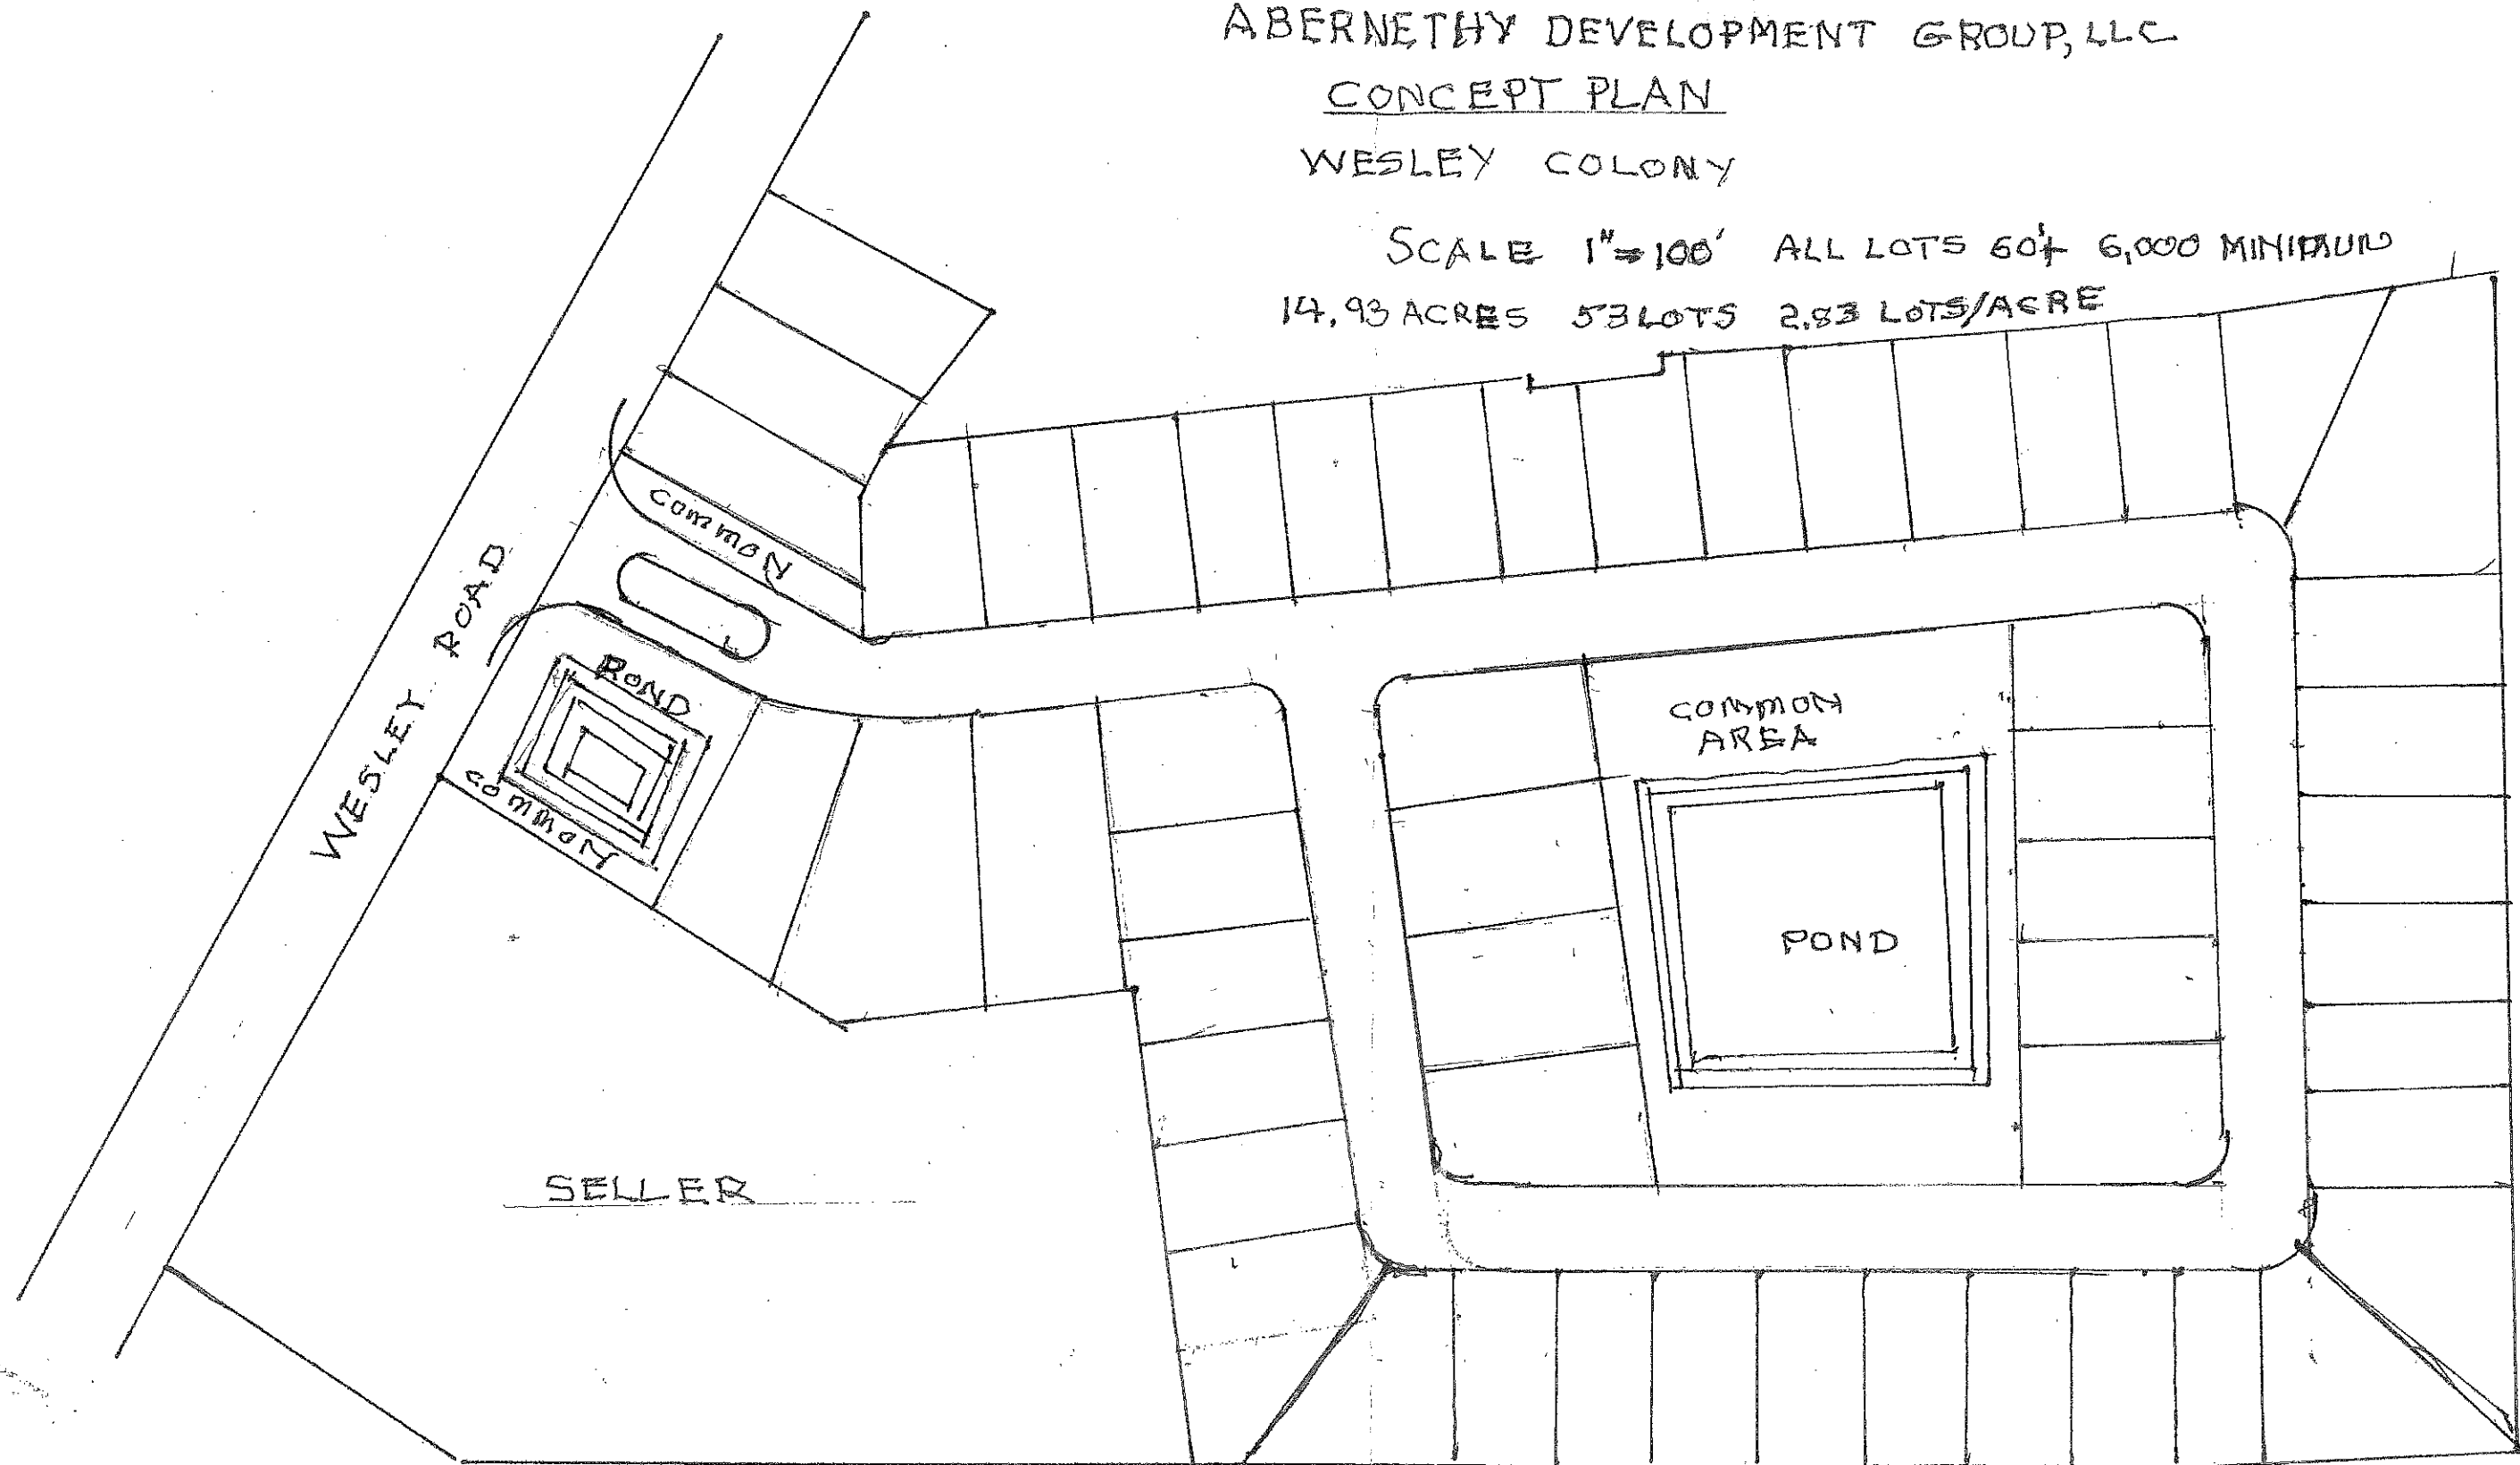 ABERNETHY DEVELOPMENT GROUP, LLC
CONCEPT PLAN
WESLEY COLONY
SCALE 1"=100' ALL LOTS 60'+ 6,000 MINIMUM
14.93 ACRES 53 LOTS 2.83 LOTS/ACRE
COMMON
WESLEY ROAD
POND
COMMON
COMMON
AREA
POND
SELLER